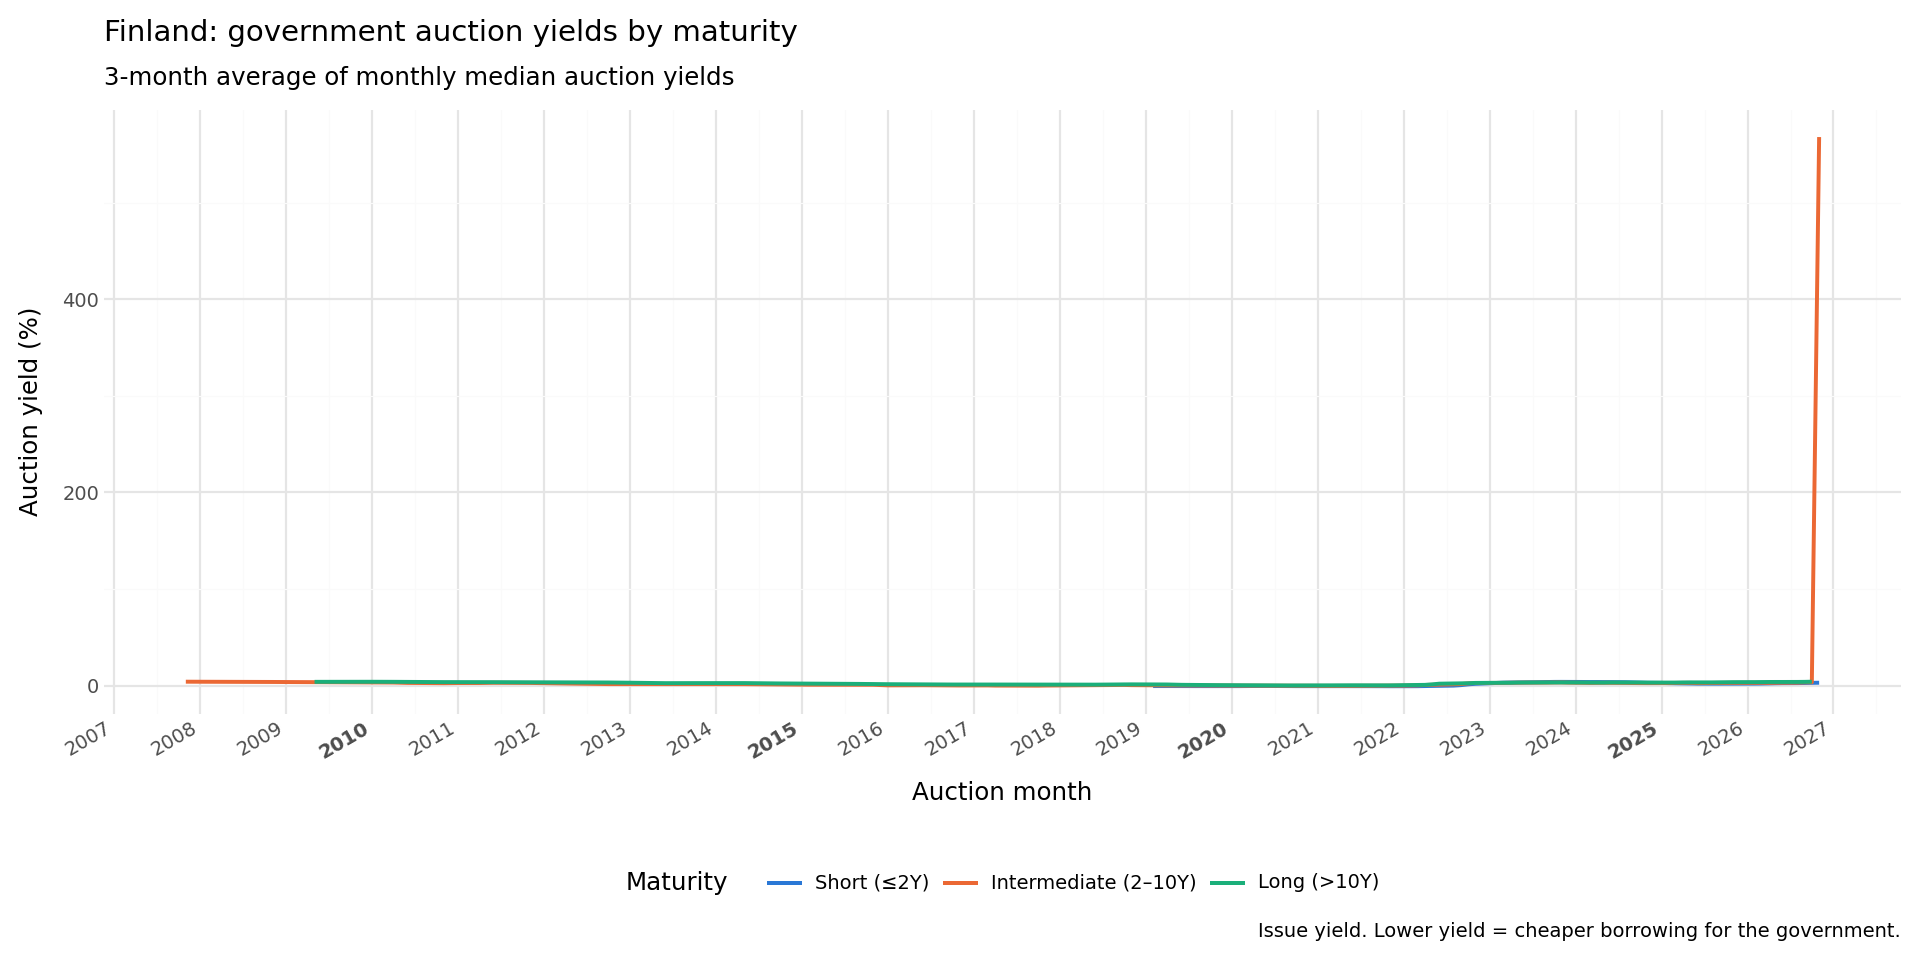 Finland: government auction yields by maturity
3-month average of monthly median auction yields
Auction yield (%)
400
200
0
2007 2008 2009 2010 2011 2012 2013 2014 2015 2016 2017 2018 2019 2020 2021 2022 2023 2024 2025 2026 2027
Auction month
Maturity Short (≤2Y) Intermediate (2–10Y) Long (>10Y)
Issue yield. Lower yield = cheaper borrowing for the government.